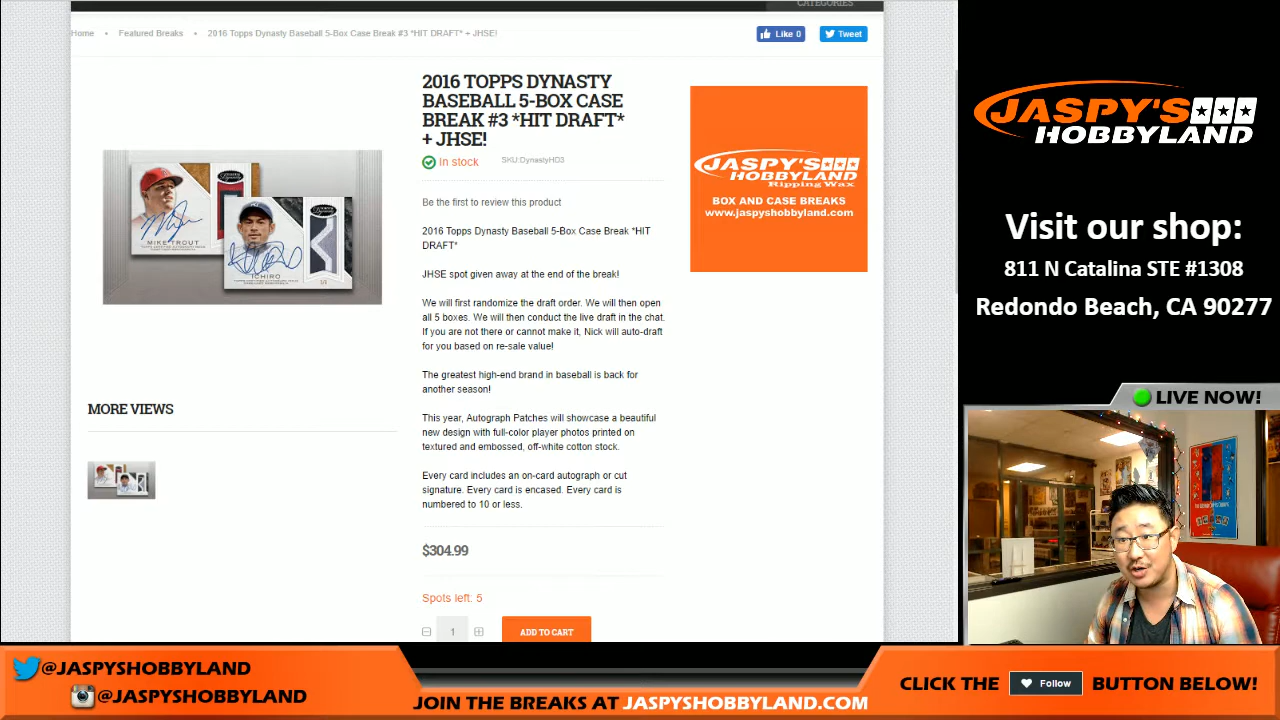 CATEGORIES
Home • Featured Breaks • 2016 Topps Dynasty Baseball 5-Box Case Break #3 *HIT DRAFT* + JHSE!
Like 0
Tweet
2016 TOPPS DYNASTY
BASEBALL 5-BOX CASE
BREAK #3 *HIT DRAFT*
+ JHSE!
In stock
SKU:DynastyHD3
Be the first to review this product
2016 Topps Dynasty Baseball 5-Box Case Break *HIT
DRAFT*
JHSE spot given away at the end of the break!
We will first randomize the draft order. We will then open
all 5 boxes. We will then conduct the live draft in the chat.
If you are not there or cannot make it, Nick will auto-draft
for you based on re-sale value!
The greatest high-end brand in baseball is back for
another season!
This year, Autograph Patches will showcase a beautiful
new design with full-color player photos printed on
textured and embossed, off-white cotton stock.
Every card includes an on-card autograph or cut
signature. Every card is encased. Every card is
numbered to 10 or less.
$304.99
Spots left: 5
1
ADD TO CART
MIKE TROUT
ICHIRO
MORE VIEWS
JASPY'S
HOBBYLAND
Ripping Wax
BOX AND CASE BREAKS
www.jaspyshobbyland.com
JASPY'S
HOBBYLAND
Visit our shop:
811 N Catalina STE #1308
Redondo Beach, CA 90277
LIVE NOW!
@JASPYSHOBBYLAND
@JASPYSHOBBYLAND
JOIN THE BREAKS AT JASPYSHOBBYLAND.COM
CLICK THE Follow BUTTON BELOW!